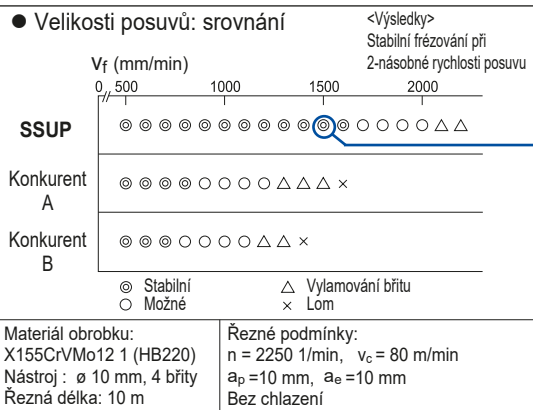 ● Velikosti posuvů: srovnání
<Výsledky>
Stabilní frézování při
2-násobné rychlosti posuvu
vf (mm/min)
0 500 1000 1500 2000
SSUP ◎ ◎ ◎ ◎ ◎ ◎ ◎ ◎ ◎ ◎ ◎ ◎ ○ ○ ○ ○ △ △
Konkurent
A ◎ ◎ ◎ ◎ ○ ○ ○ ○ △ △ △ ×
Konkurent
B ◎ ◎ ◎ ○ ○ ○ ○ △ △ ×
◎ Stabilní △ Vylamování břitu
○ Možné × Lom
Materiál obrobku:
X155CrVMo12 1 (HB220)
Nástroj : ø 10 mm, 4 břity
Řezná délka: 10 m
Řezné podmínky:
n = 2250 1/min, vc = 80 m/min
ap =10 mm, ae =10 mm
Bez chlazení